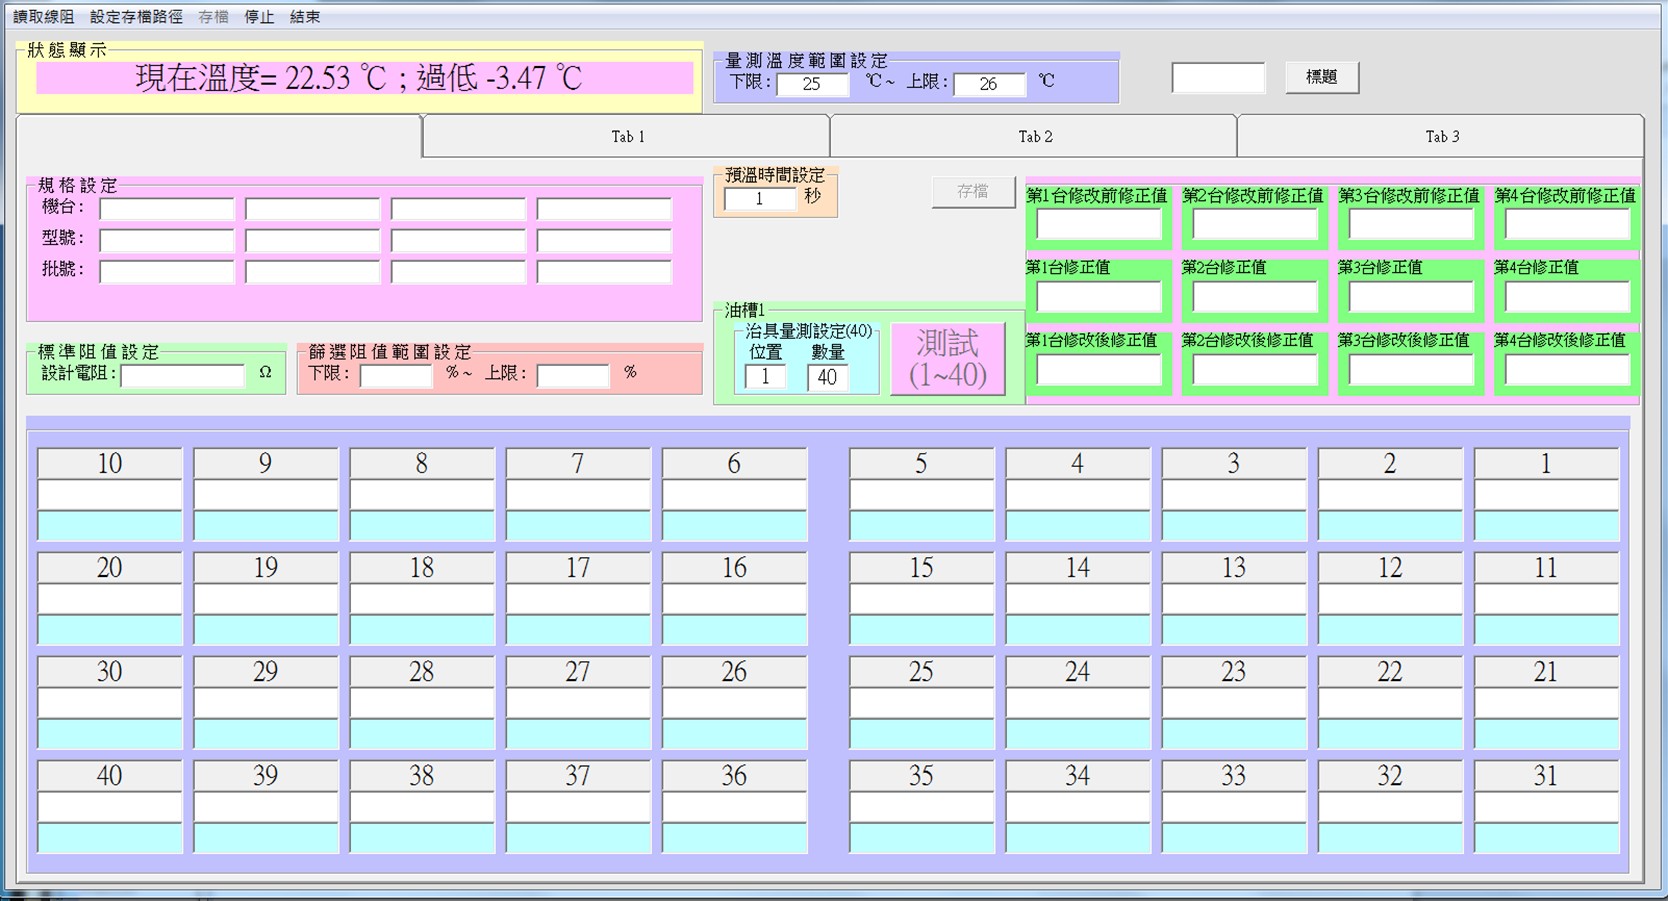 讀取線阻 設定存檔路徑 存檔 停止 結束
狀態顯示
現在溫度= 22.53 ℃ ; 過低 -3.47 ℃
量測溫度範圍設定
下限: 25 ℃~ 上限: 26 ℃
標題
Tab 1 Tab 2 Tab 3
規格設定
機台:
型號:
批號:
預溫時間設定
1 秒
存檔
第1台修改前修正值 第2台修改前修正值 第3台修改前修正值 第4台修改前修正值
第1台修正值 第2台修正值 第3台修正值 第4台修正值
第1台修改後修正值 第2台修改後修正值 第3台修改後修正值 第4台修改後修正值
標準阻值設定
設計電阻: Ω
篩選阻值範圍設定
下限: %~ 上限: %
油槽1
治具量測設定(40)
位置 數量
1 40
測試
(1~40)
10 9 8 7 6 5 4 3 2 1
20 19 18 17 16 15 14 13 12 11
30 29 28 27 26 25 24 23 22 21
40 39 38 37 36 35 34 33 32 31